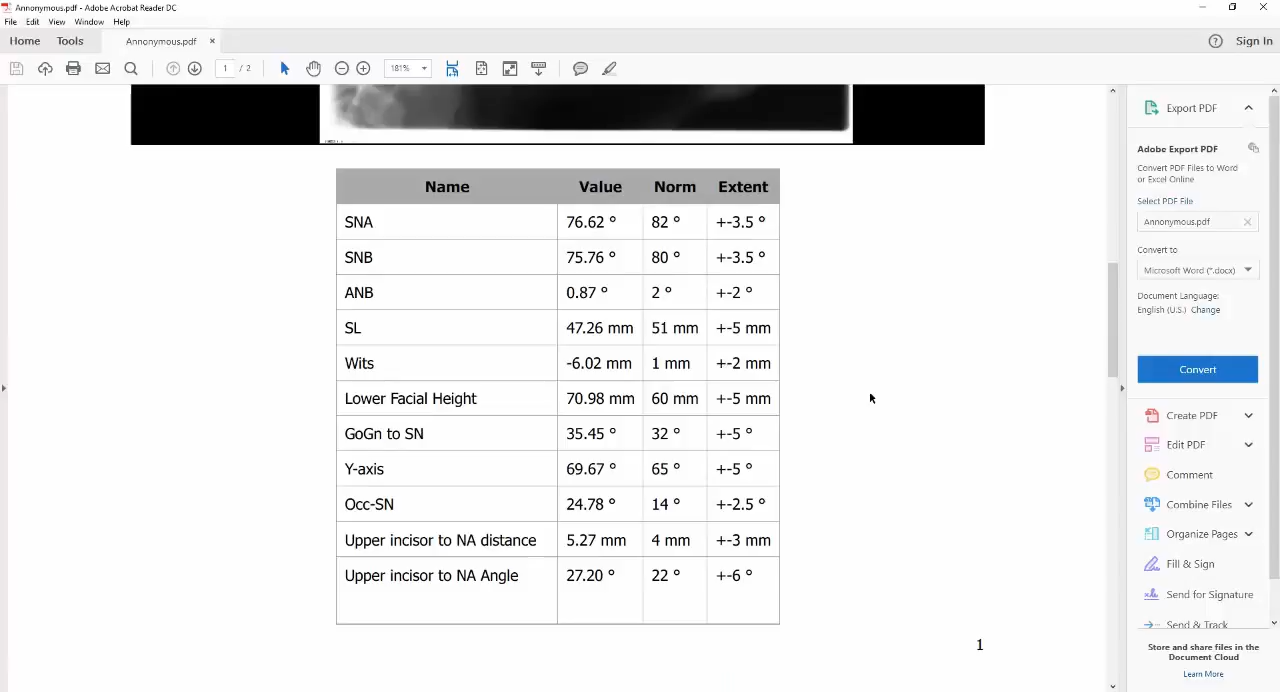 Annonymous.pdf - Adobe Acrobat Reader DC
File Edit View Window Help
Home Tools Annonymous.pdf × Sign In
1 / 2 181%
Name Value Norm Extent
SNA 76.62 ° 82 ° +-3.5 °
SNB 75.76 ° 80 ° +-3.5 °
ANB 0.87 ° 2 ° +-2 °
SL 47.26 mm 51 mm +-5 mm
Wits -6.02 mm 1 mm +-2 mm
Lower Facial Height 70.98 mm 60 mm +-5 mm
GoGn to SN 35.45 ° 32 ° +-5 °
Y-axis 69.67 ° 65 ° +-5 °
Occ-SN 24.78 ° 14 ° +-2.5 °
Upper incisor to NA distance 5.27 mm 4 mm +-3 mm
Upper incisor to NA Angle 27.20 ° 22 ° +-6 °
1
Export PDF
Adobe Export PDF
Convert PDF Files to Word
or Excel Online
Select PDF File
Annonymous.pdf
Convert to
Microsoft Word (*.docx)
Document Language:
English (U.S.) Change
Convert
Create PDF
Edit PDF
Comment
Combine Files
Organize Pages
Fill & Sign
Send for Signature
Send & Track
Store and share files in the
Document Cloud
Learn More